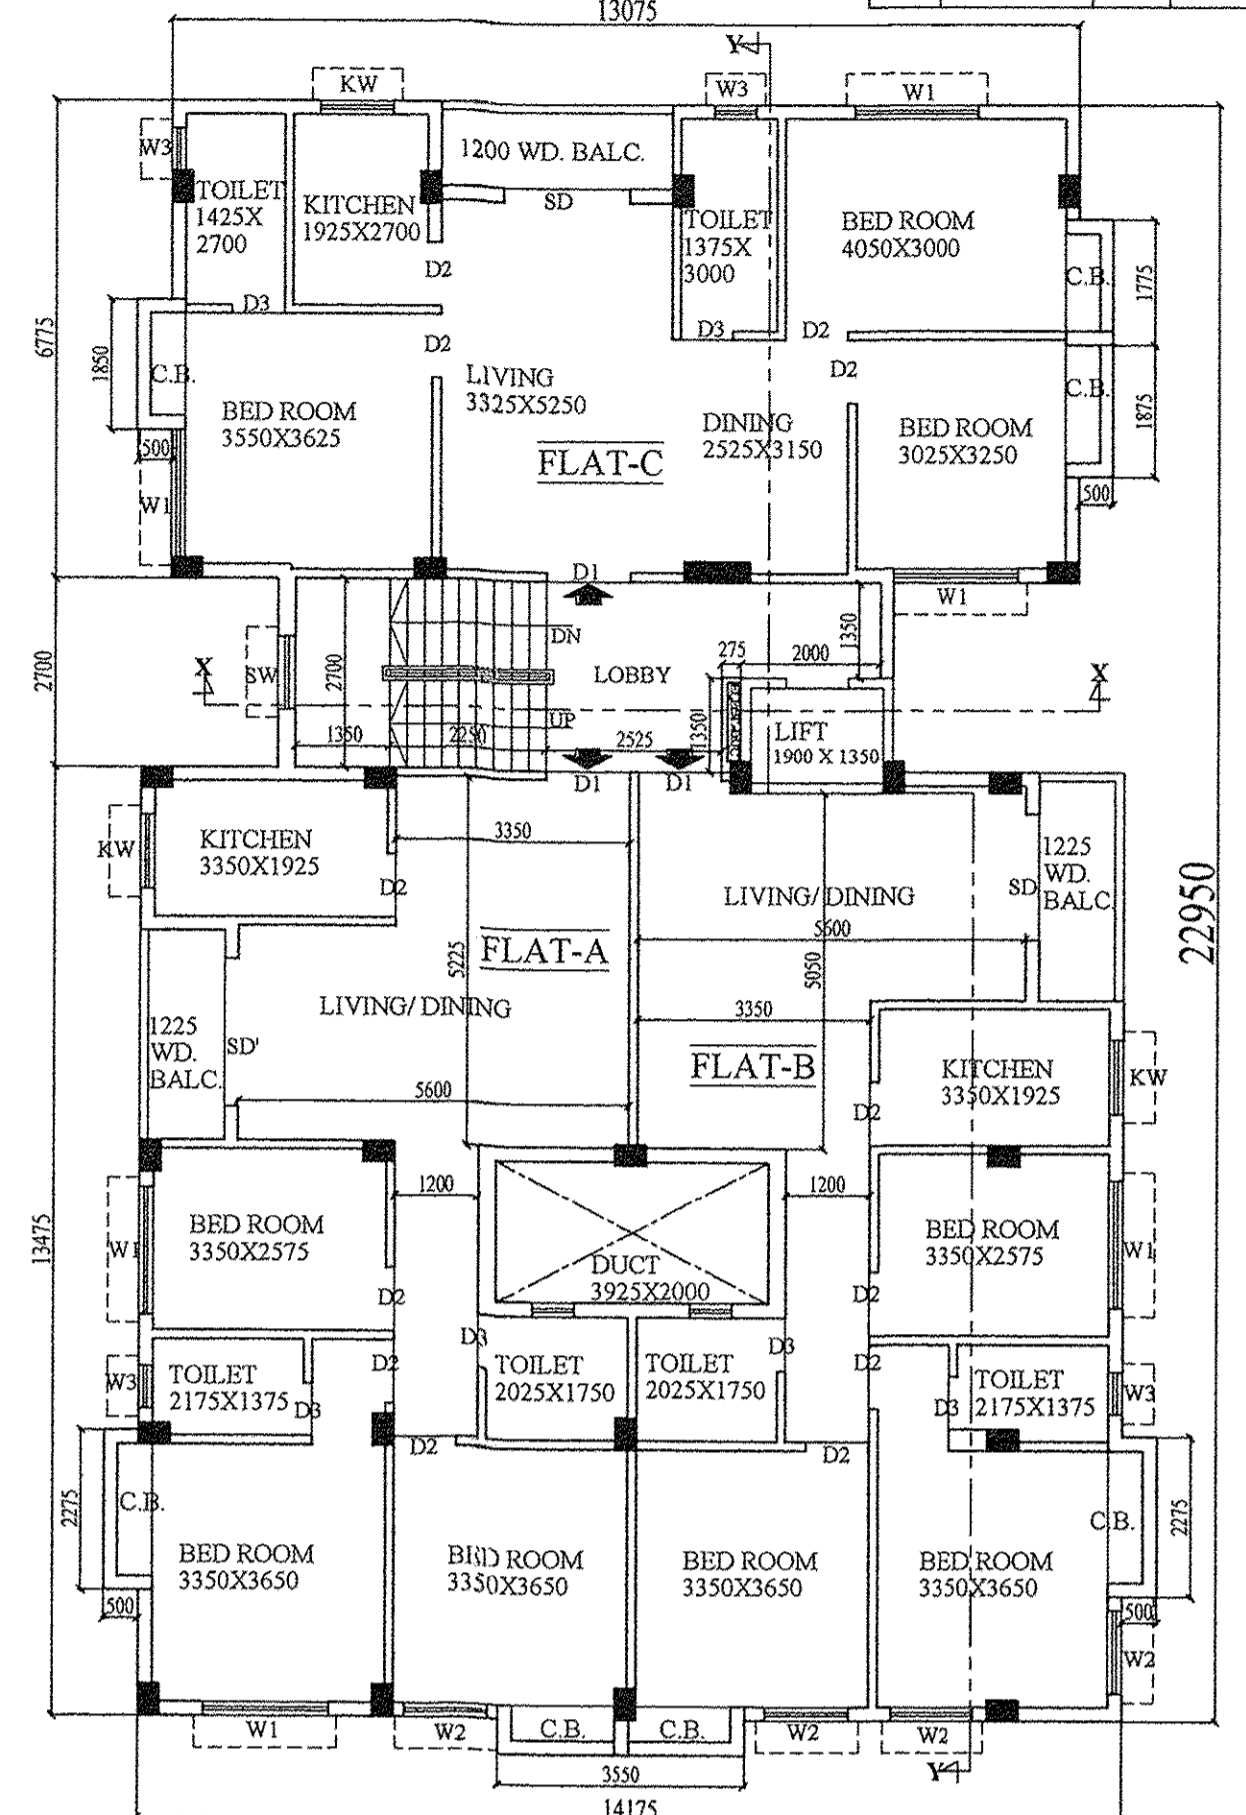 13075
Y
KW
W3
W1
W3
1200 WD. BALC.
SD
TOILET
1425X
2700
KITCHEN
1925X2700
TOILET
1375X
3000
BED ROOM
4050X3000
D2
C.B.
1775
D3
D3
D2
6775
1850
C.B.
D2
D2
LIVING
3325X5250
C.B.
1875
BED ROOM
3550X3625
DINING
2525X3150
BED ROOM
3025X3250
500
FLAT-C
500
W1
D1
W1
DN
1350
275
2000
2700
X
SW
2700
LOBBY
X
UP
1350
2250
2525
1350
LIFT
1900 X 1350
D1
D1
KW
KITCHEN
3350X1925
3350
1225
WD.
BALC.
D2
SD
LIVING/ DINING
22950
5225
FLAT-A
5600
5050
LIVING/ DINING
3350
1225
WD.
BALC.
SD'
FLAT-B
KITCHEN
3350X1925
KW
5600
D2
1200
1200
13475
W1
BED ROOM
3350X2575
DUCT
3925X2000
BED ROOM
3350X2575
W1
D2
D2
D3
D3
W3
TOILET
2175X1375
D2
TOILET
2025X1750
TOILET
2025X1750
D2
TOILET
2175X1375
W3
D3
D3
D2
D2
2275
C.B.
C.B.
2275
BED ROOM
3350X3650
BED ROOM
3350X3650
BED ROOM
3350X3650
BED ROOM
3350X3650
500
500
W2
W1
W2
C.B.
C.B.
W2
W2
3550
Y
14175